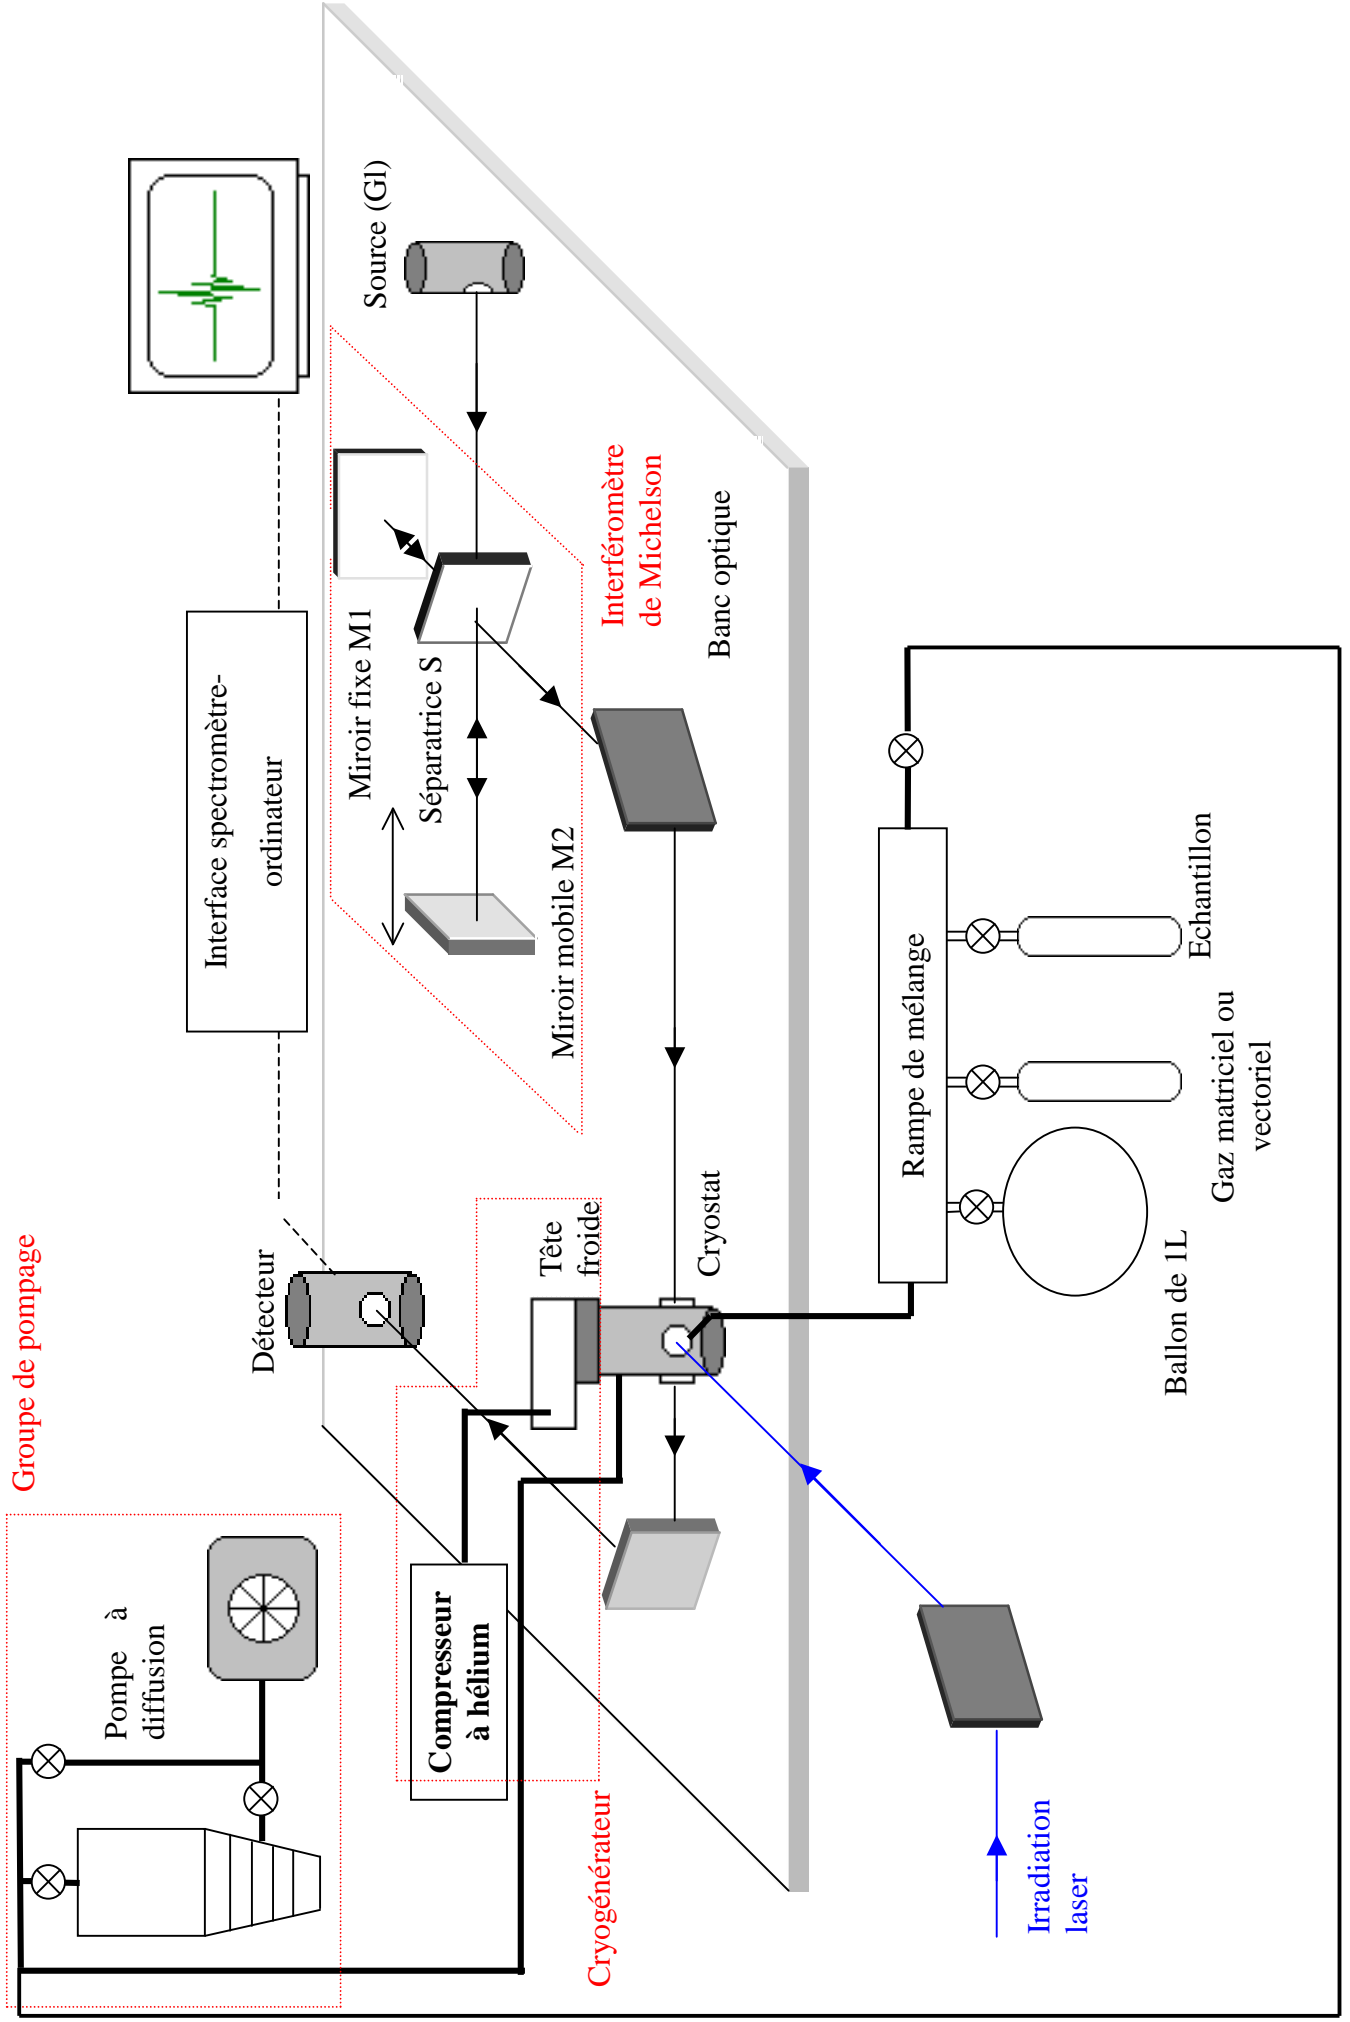 Groupe de pompage
Pompe à
diffusion
Détecteur
Interface spectromètre-
ordinateur
Source (Gl)
Miroir fixe M1
Séparatrice S
Miroir mobile M2
Interféromètre
de Michelson
Banc optique
Compresseur
à hélium
Cryogénérateur
Tête
froide
Cryostat
Rampe de mélange
Echantillon
Gaz matriciel ou
vectoriel
Ballon de 1L
Irradiation
laser